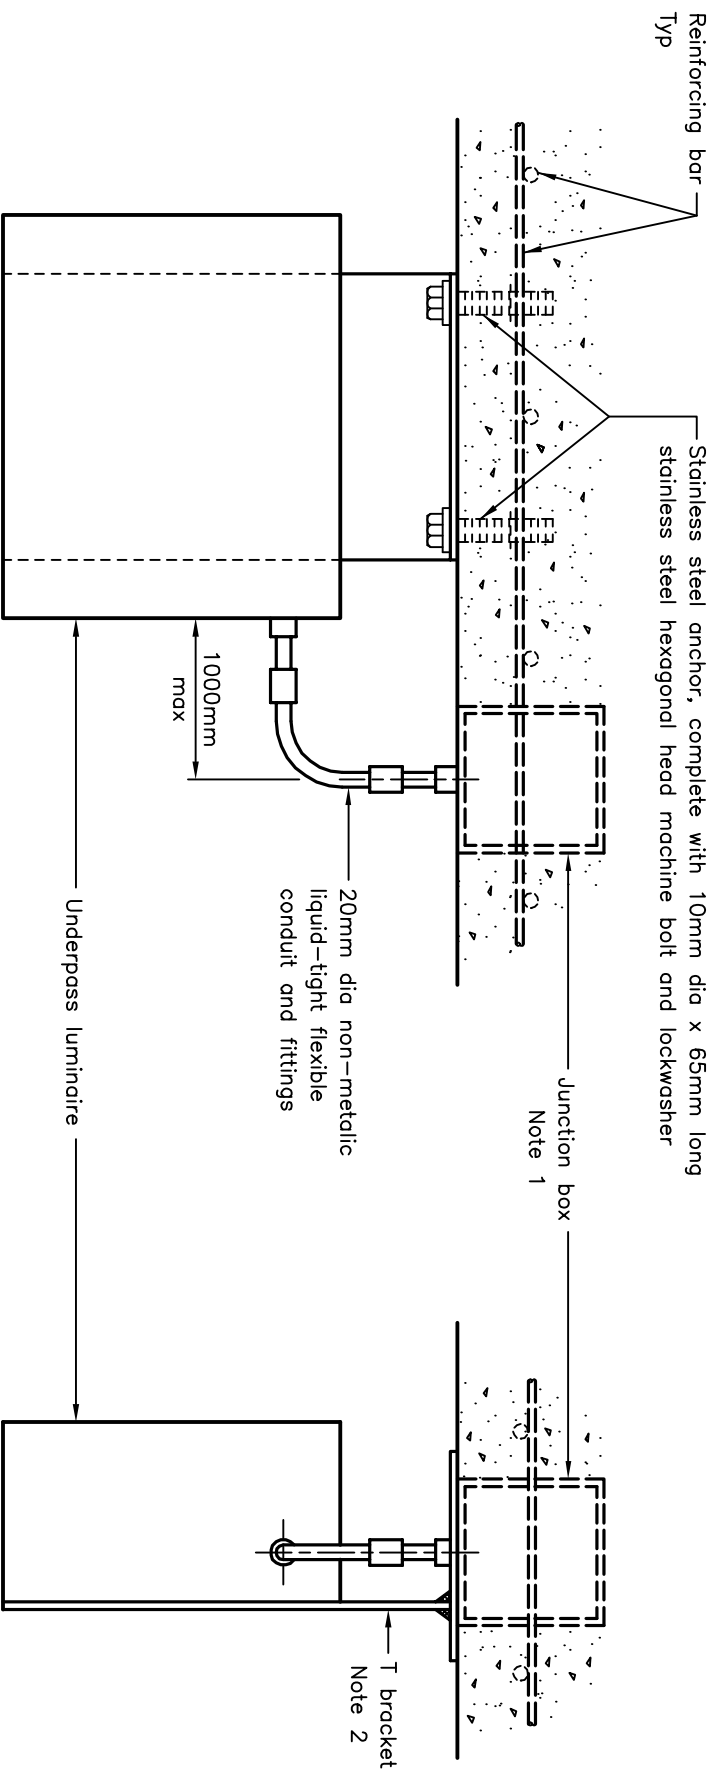 Reinforcing bar
Typ
Stainless steel anchor, complete with 10mm dia x 65mm long
stainless steel hexagonal head machine bolt and lockwasher
Junction box
Note 1
1000mm
max
20mm dia non-metalic
liquid-tight flexible
conduit and fittings
T bracket
Note 2
Underpass luminaire